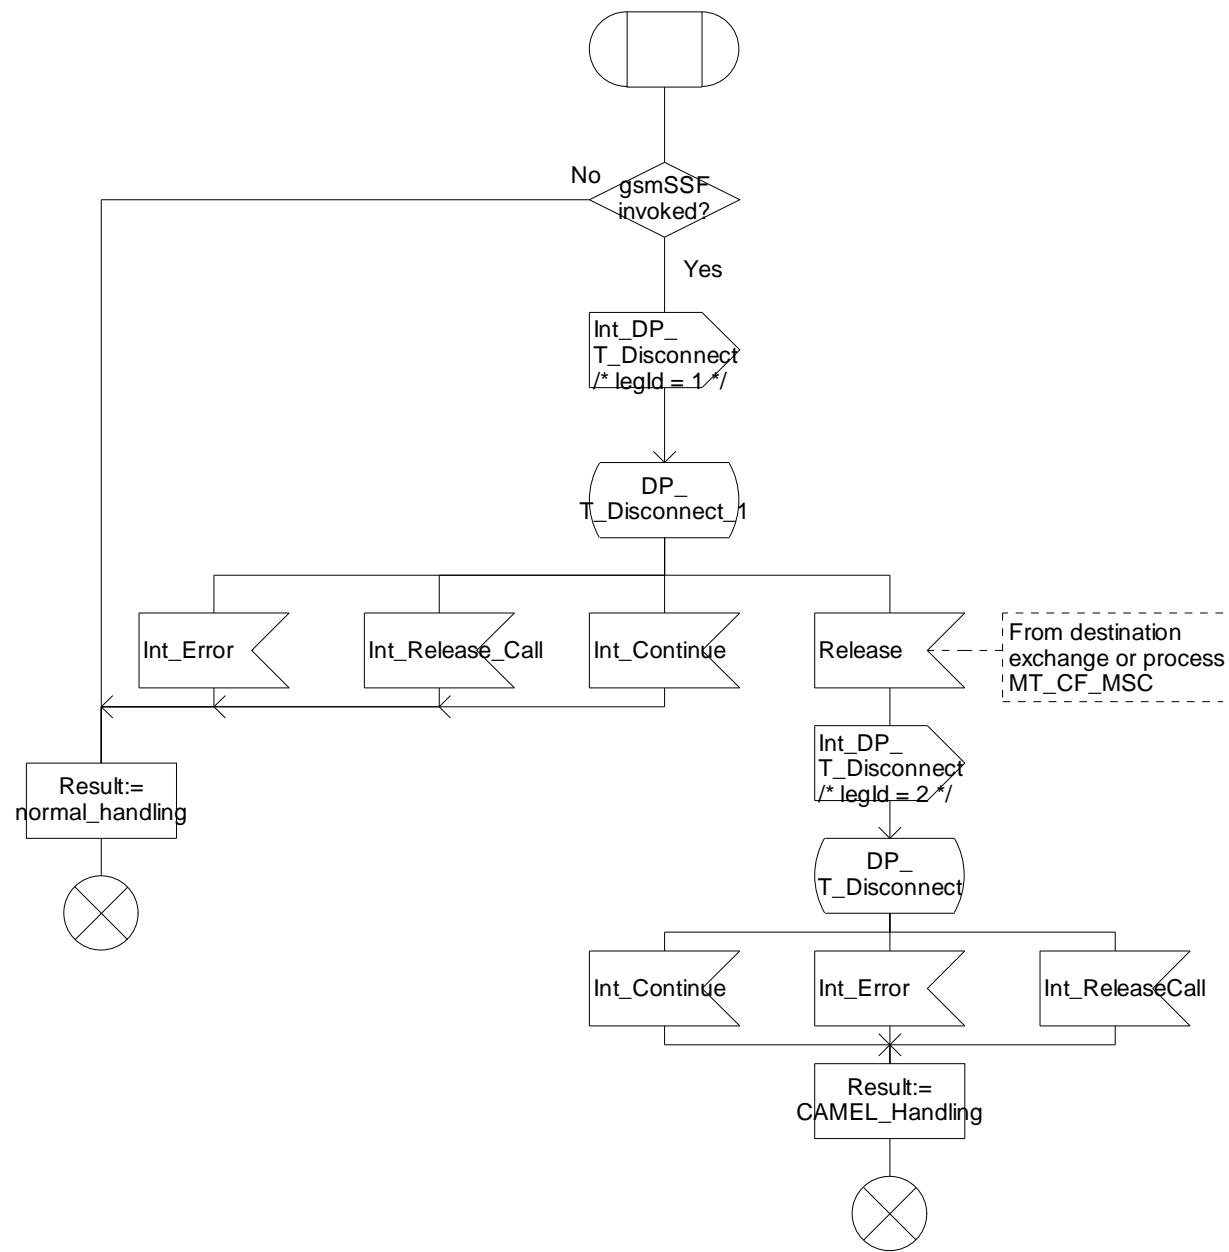 No
gsmSSF
invoked?
Yes
Int_DP_
T_Disconnect
/* legId = 1 */
DP_
T_Disconnect_1
Int_Error
Int_Release_Call
Int_Continue
Release
From destination
exchange or process
MT_CF_MSC
Int_DP_
T_Disconnect
/* legId = 2 */
Result:=
normal_handling
DP_
T_Disconnect
Int_Continue
Int_Error
Int_ReleaseCall
Result:=
CAMEL_Handling